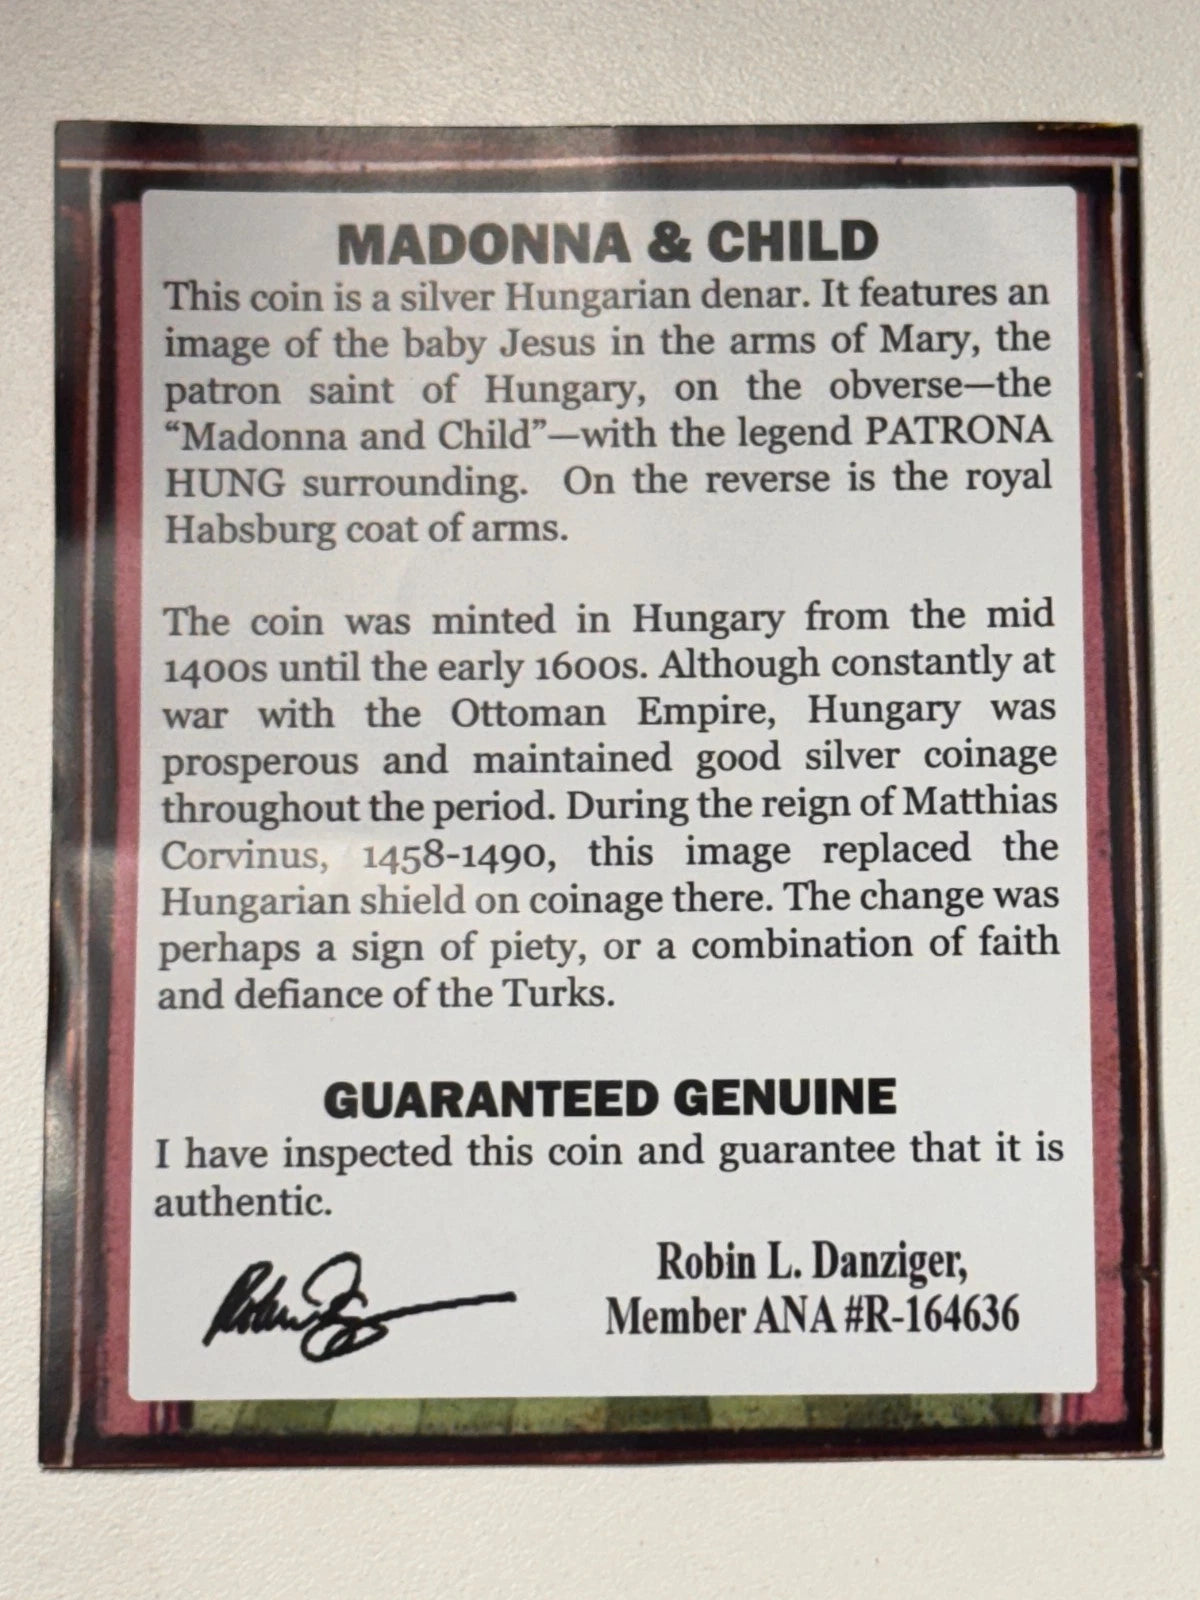 MADONNA & CHILD
This coin is a silver Hungarian denar. It features an
image of the baby Jesus in the arms of Mary, the
patron saint of Hungary, on the obverse—the
“Madonna and Child”—with the legend PATRONA
HUNG surrounding. On the reverse is the royal
Habsburg coat of arms.
The coin was minted in Hungary from the mid
1400s until the early 1600s. Although constantly at
war with the Ottoman Empire, Hungary was
prosperous and maintained good silver coinage
throughout the period. During the reign of Matthias
Corvinus, 1458-1490, this image replaced the
Hungarian shield on coinage there. The change was
perhaps a sign of piety, or a combination of faith
and defiance of the Turks.
GUARANTEED GENUINE
I have inspected this coin and guarantee that it is
authentic.
Robin L. Danziger,
Member ANA #R-164636